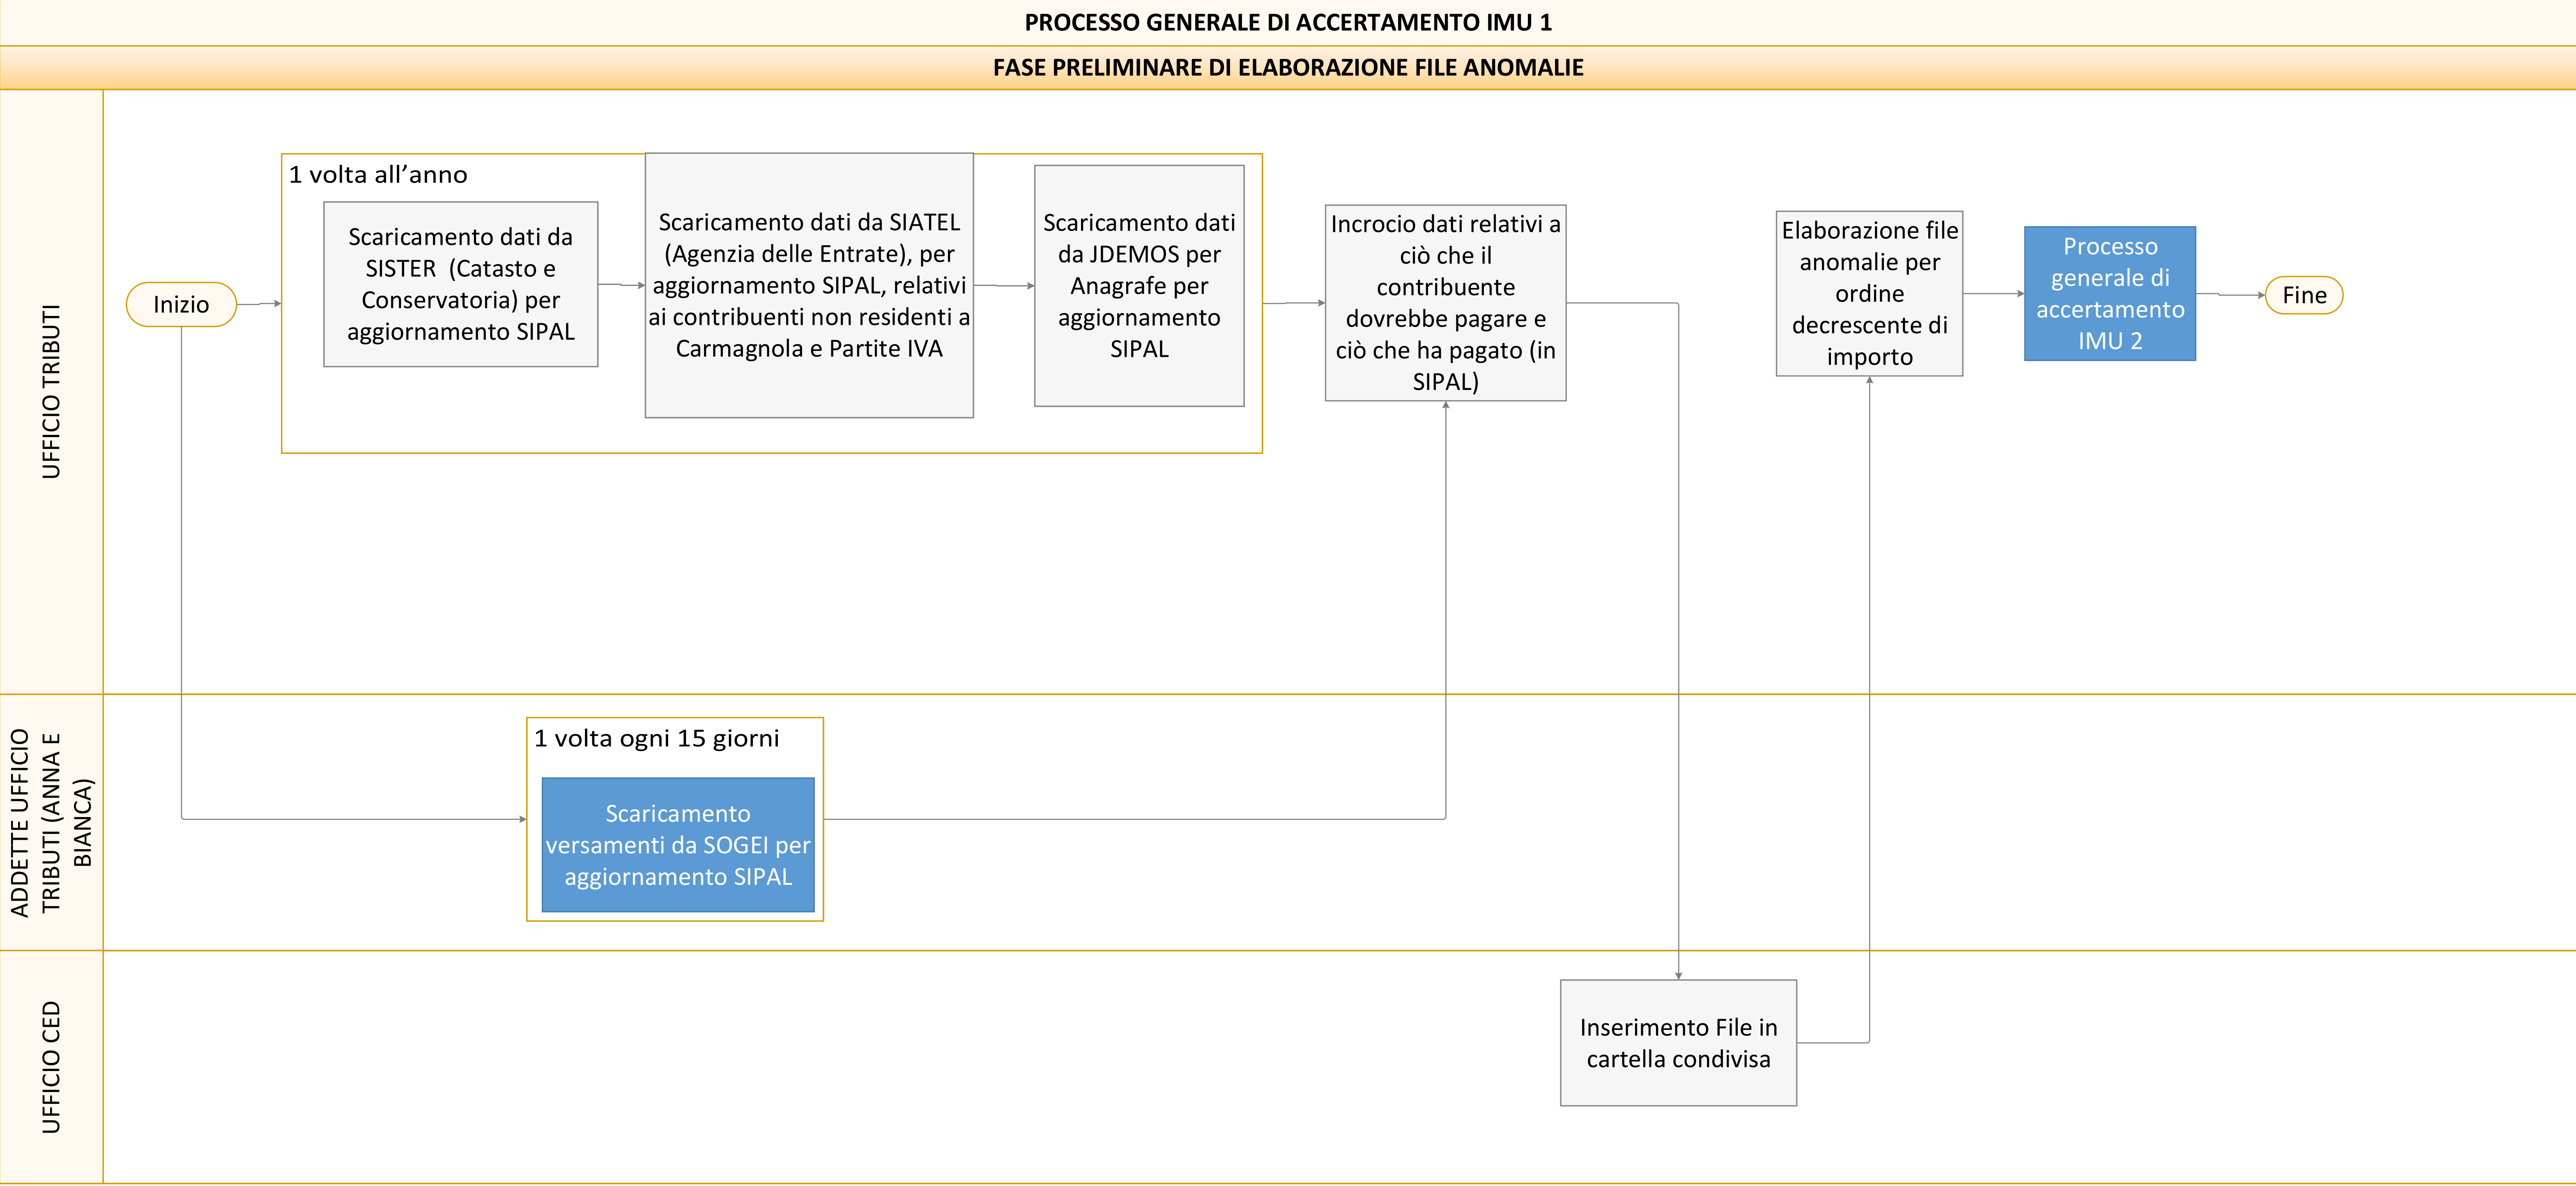 PROCESSO GENERALE DI ACCERTAMENTO IMU 1
FASE PRELIMINARE DI ELABORAZIONE FILE ANOMALIE
UFFICIO TRIBUTI
Inizio
1 volta all’anno
Scaricamento dati da
SISTER (Catasto e
Conservatoria) per
aggiornamento SIPAL
Scaricamento dati da SIATEL
(Agenzia delle Entrate), per
aggiornamento SIPAL, relativi
ai contribuenti non residenti a
Carmagnola e Partite IVA
Scaricamento dati
da JDEMOS per
Anagrafe per
aggiornamento
SIPAL
Incrocio dati relativi a
ciò che il
contribuente
dovrebbe pagare e
ciò che ha pagato (in
SIPAL)
Elaborazione file
anomalie per
ordine
decrescente di
importo
Processo
generale di
accertamento
IMU 2
Fine
ADDETTE UFFICIO
TRIBUTI (ANNA E
BIANCA)
1 volta ogni 15 giorni
Scaricamento
versamenti da SOGEI per
aggiornamento SIPAL
UFFICIO CED
Inserimento File in
cartella condivisa